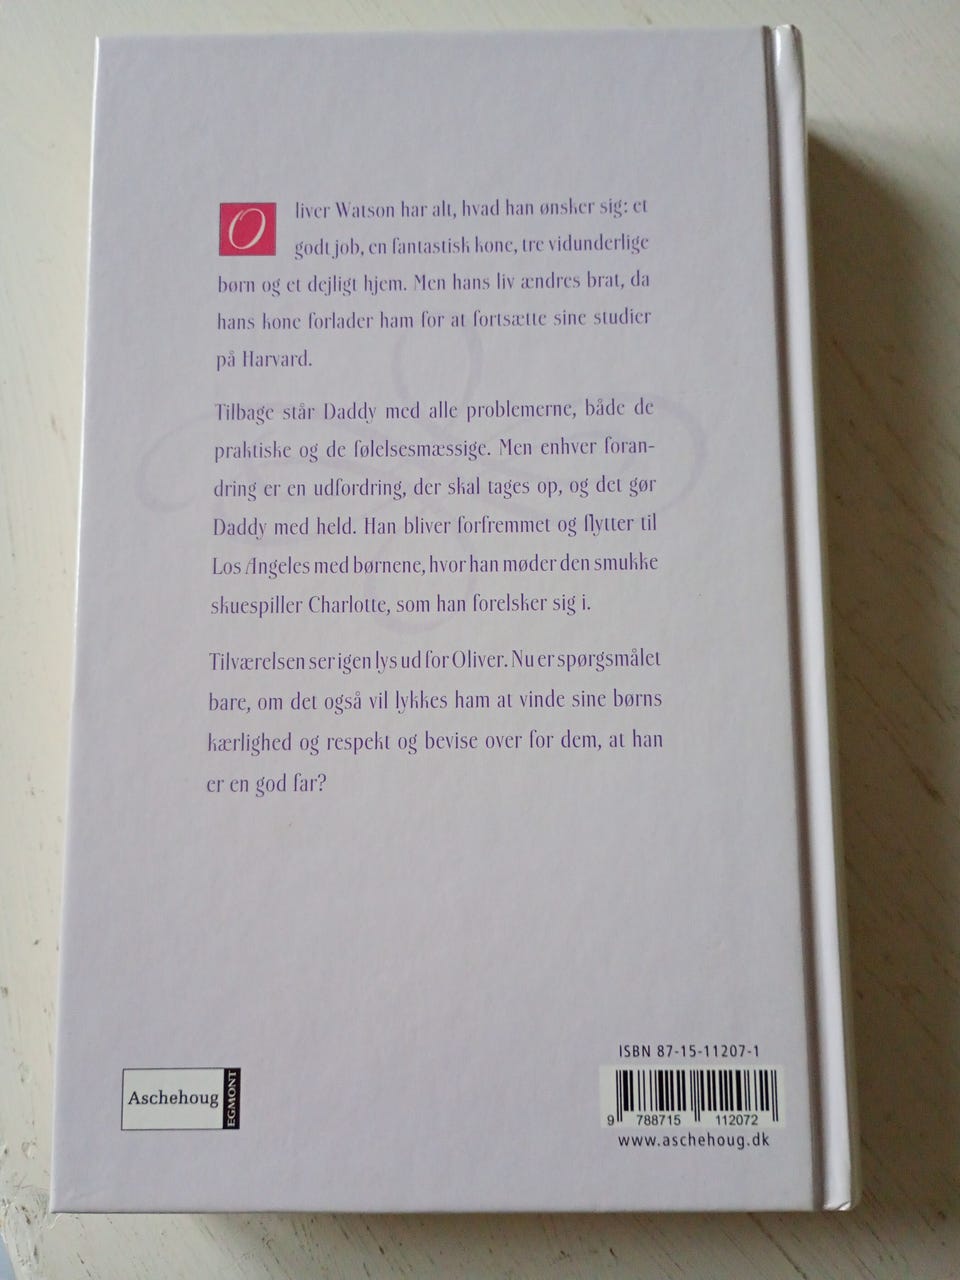 Oliver Watson har alt, hvad han ønsker sig: et
godt job, en fantastisk kone, tre vidunderlige
børn og et dejligt hjem. Men hans liv ændres brat, da
hans kone forlader ham for at fortsætte sine studier
på Harvard.
Tilbage står Daddy med alle problemerne, både de
praktiske og de følelsesmæssige. Men enhver foran-
dring er en udfordring, der skal tages op, og det gør
Daddy med held. Han bliver forfremmet og flytter til
Los Angeles med børnene, hvor han møder den smukke
skuespiller Charlotte, som han forelsker sig i.
Tilværelsen ser igen lys ud for Oliver. Nu er spørgsmålet
bare, om det også vil lykkes ham at vinde sine børns
kærlighed og respekt og bevise over for dem, at han
er en god far?
ISBN 87-15-11207-1
Aschehoug EGMONT
9 788715 112072
www.aschehoug.dk